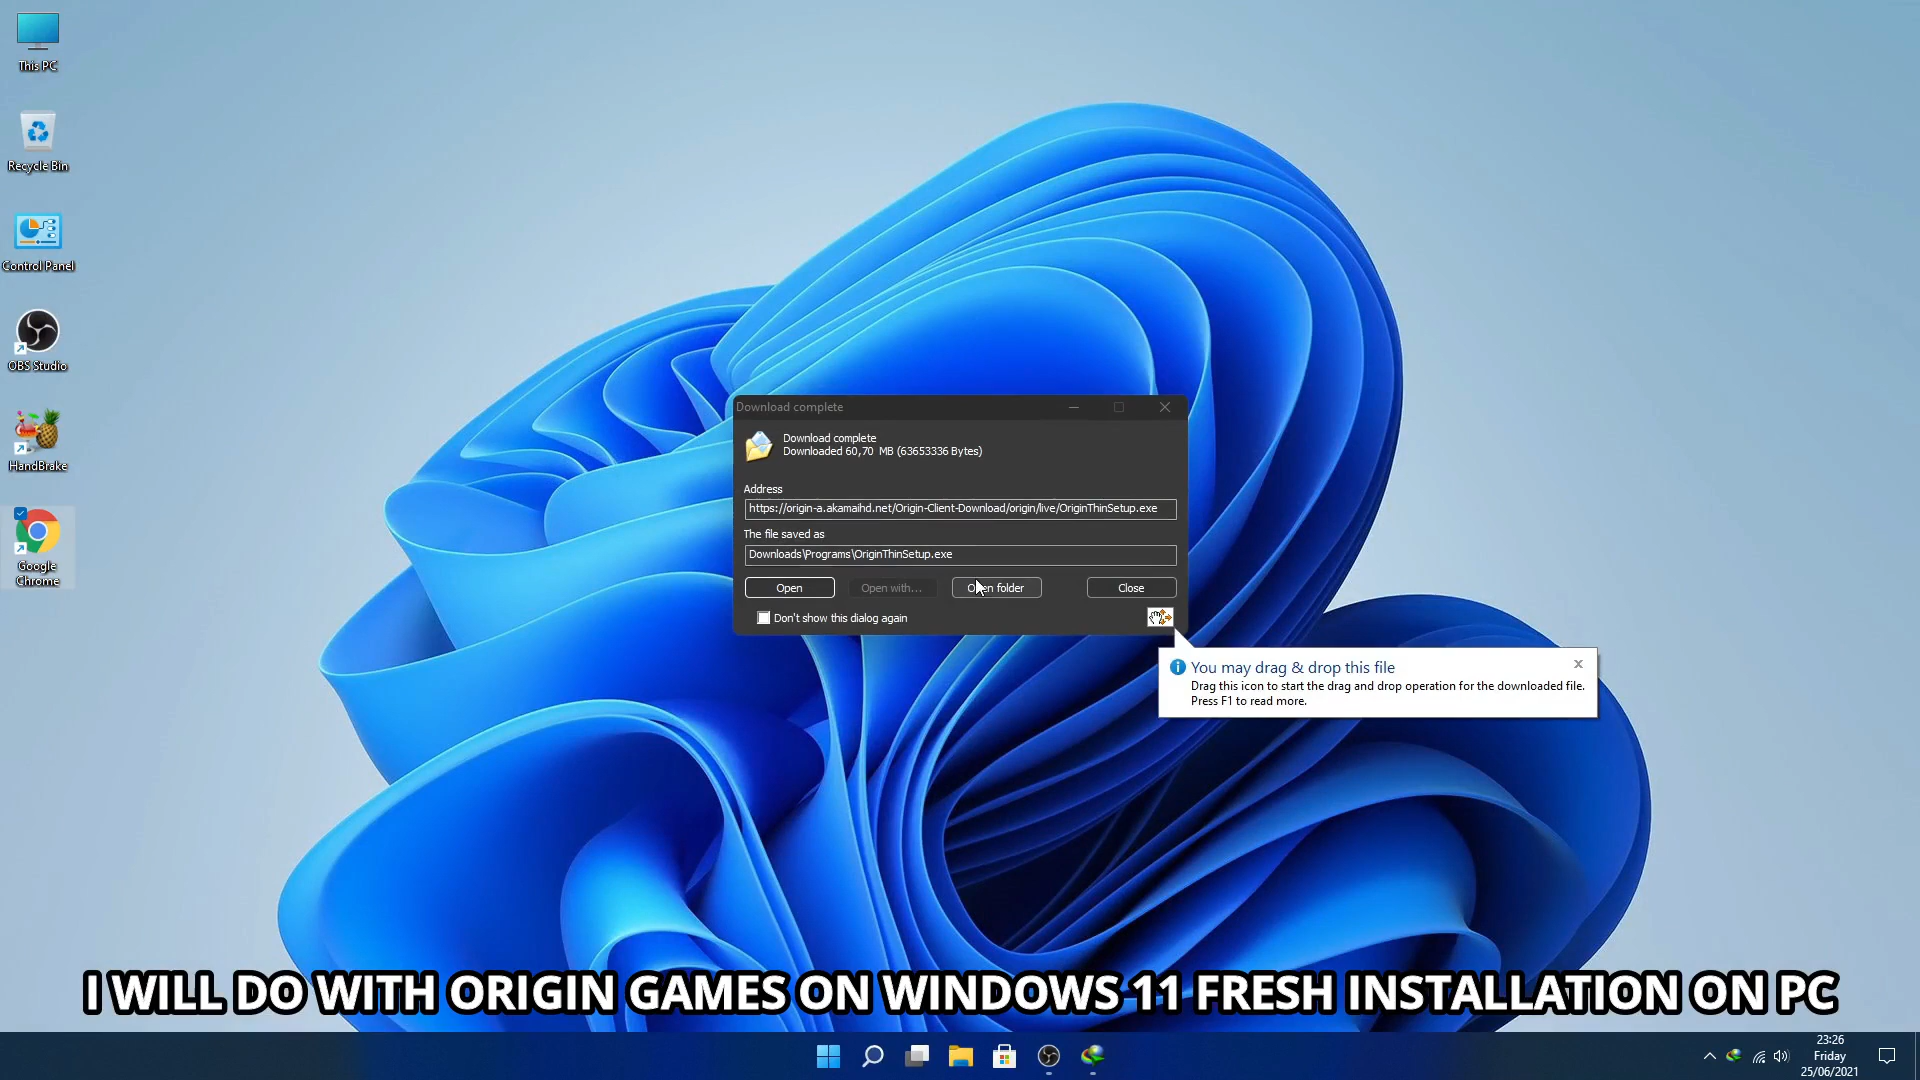 This PC
Recycle Bin
Control Panel
OBS Studio
HandBrake
Google
Chrome
Download complete
Download complete
Downloaded 60,70 MB (63653336 Bytes)
Address
https://origin-a.akamaihd.net/Origin-Client-Download/origin/live/OriginThinSetup.exe
The file saved as
Downloads\Programs\OriginThinSetup.exe
Open
Open with...
Open folder
Close
Don't show this dialog again
You may drag & drop this file
x
Drag this icon to start the drag and drop operation for the downloaded file.
Press F1 to read more.
I WILL DO WITH ORIGIN GAMES ON WINDOWS 11 FRESH INSTALLATION ON PC
23:26
Friday
25/06/2021